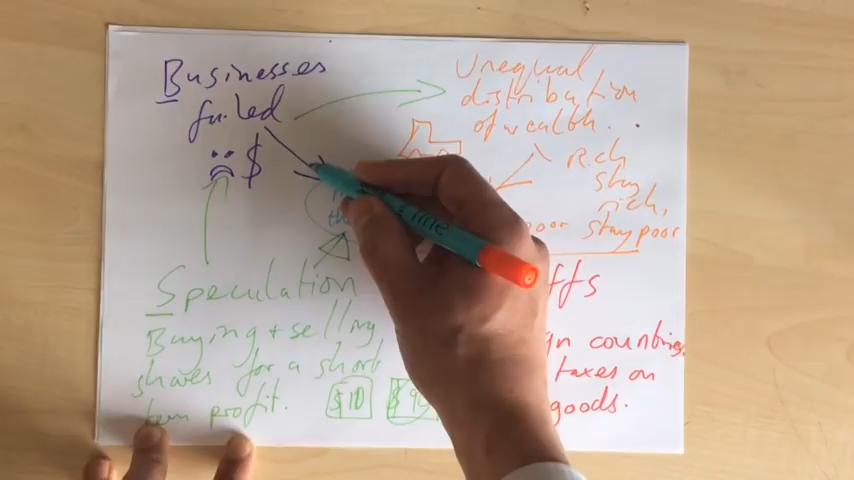 Businesses
failed
$
Unequal
distribution
of wealth.
Rich
stay
rich,
poor stay poor
Speculation
Buying + selling
shares for a short
term profit.
$10
ffs
countries
taxes on
goods.
line